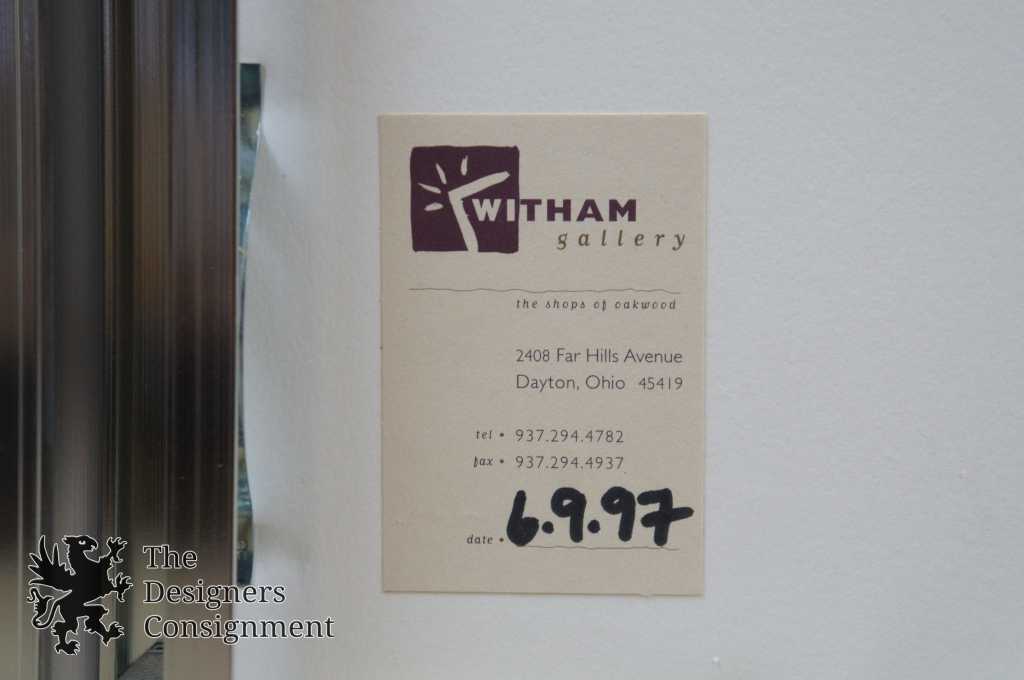 WITHAM
gallery
the shops of oakwood
2408 Far Hills Avenue
Dayton, Ohio 45419
tel • 937.294.4782
fax • 937.294.4937
date • 6.9.97
The
Designers
Consignment